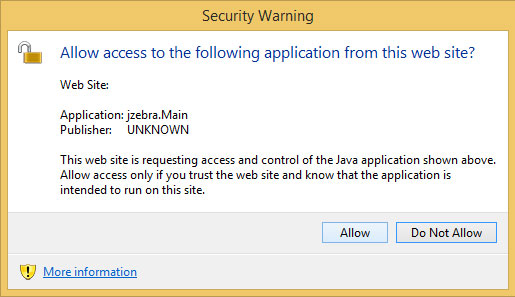 Security Warning
Allow access to the following application from this web site?
Web Site:
Application: jzebra.Main
Publisher: UNKNOWN
This web site is requesting access and control of the Java application shown above.
Allow access only if you trust the web site and know that the application is
intended to run on this site.
Allow
Do Not Allow
More information